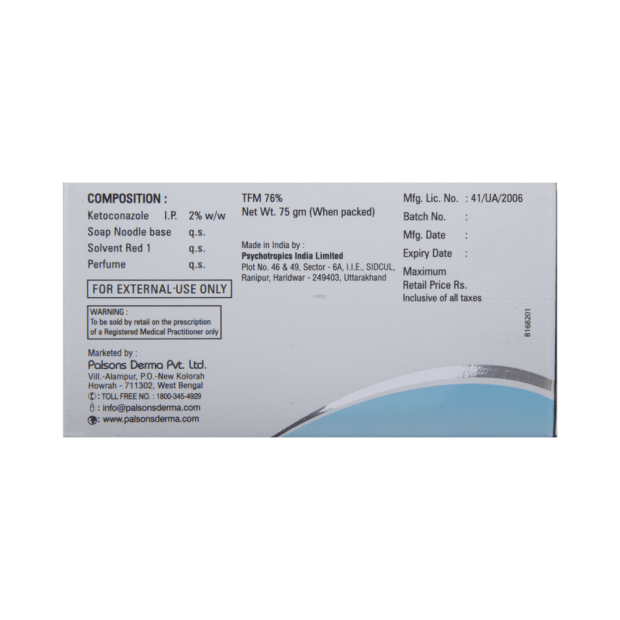 COMPOSITION :
Ketoconazole I.P. 2% w/w
Soap Noodle base q.s.
Solvent Red 1 q.s.
Perfume q.s.
FOR EXTERNAL USE ONLY
WARNING :
To be sold by retail on the prescription
of a Registered Medical Practitioner only
Marketed by :
Palsons Derma Pvt. Ltd.
Vill.-Alampur, P.O.-New Kolorah
Howrah - 711302, West Bengal
: TOLL FREE NO. : 1800-345-4929
: info@palsonsderma.com
: www.palsonsderma.com
TFM 76%
Net Wt. 75 gm (When packed)
Made in India by :
Psychotropics India Limited
Plot No. 46 & 49, Sector - 6A, I.I.E., SIDCUL,
Ranipur, Haridwar - 249403, Uttarakhand
Mfg. Lic. No. : 41/UA/2006
Batch No. :
Mfg. Date :
Expiry Date :
Maximum
Retail Price Rs.
Inclusive of all taxes
B168201